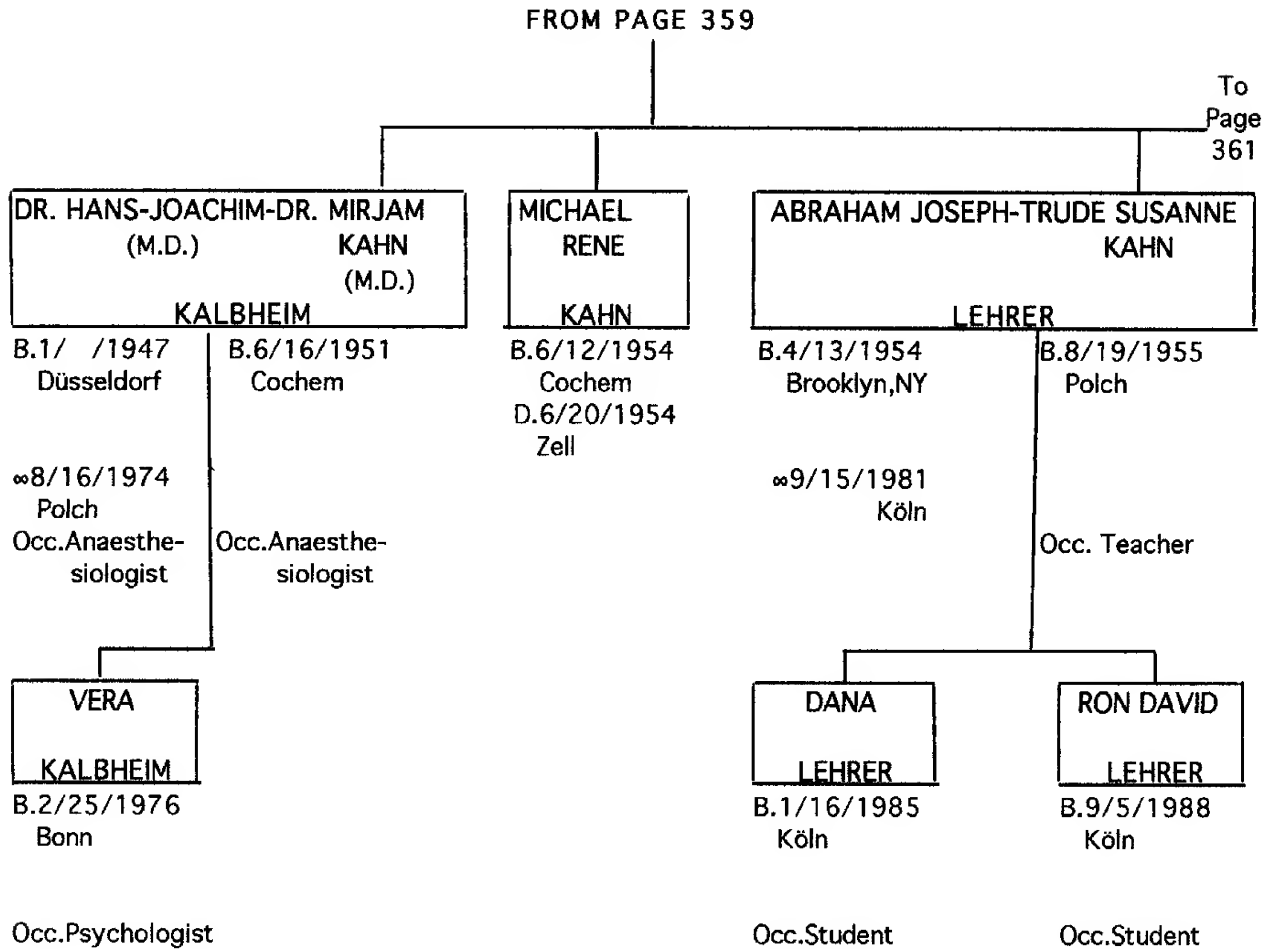 FROM PAGE 359
To
Page
361
DR. HANS-JOACHIM-DR. MIRJAM
(M.D.) KAHN
(M.D.)
KALBHEIM
B.1/ /1947 B.6/16/1951
Düsseldorf Cochem
∞8/16/1974
Polch
Occ.Anaesthe- Occ.Anaesthe-
siologist siologist
MICHAEL
RENE
KAHN
B.6/12/1954
Cochem
D.6/20/1954
Zell
ABRAHAM JOSEPH-TRUDE SUSANNE
KAHN
LEHRER
B.4/13/1954 B.8/19/1955
Brooklyn,NY Polch
∞9/15/1981
Köln
Occ. Teacher
VERA
KALBHEIM
B.2/25/1976
Bonn
Occ.Psychologist
DANA
LEHRER
B.1/16/1985
Köln
Occ.Student
RON DAVID
LEHRER
B.9/5/1988
Köln
Occ.Student